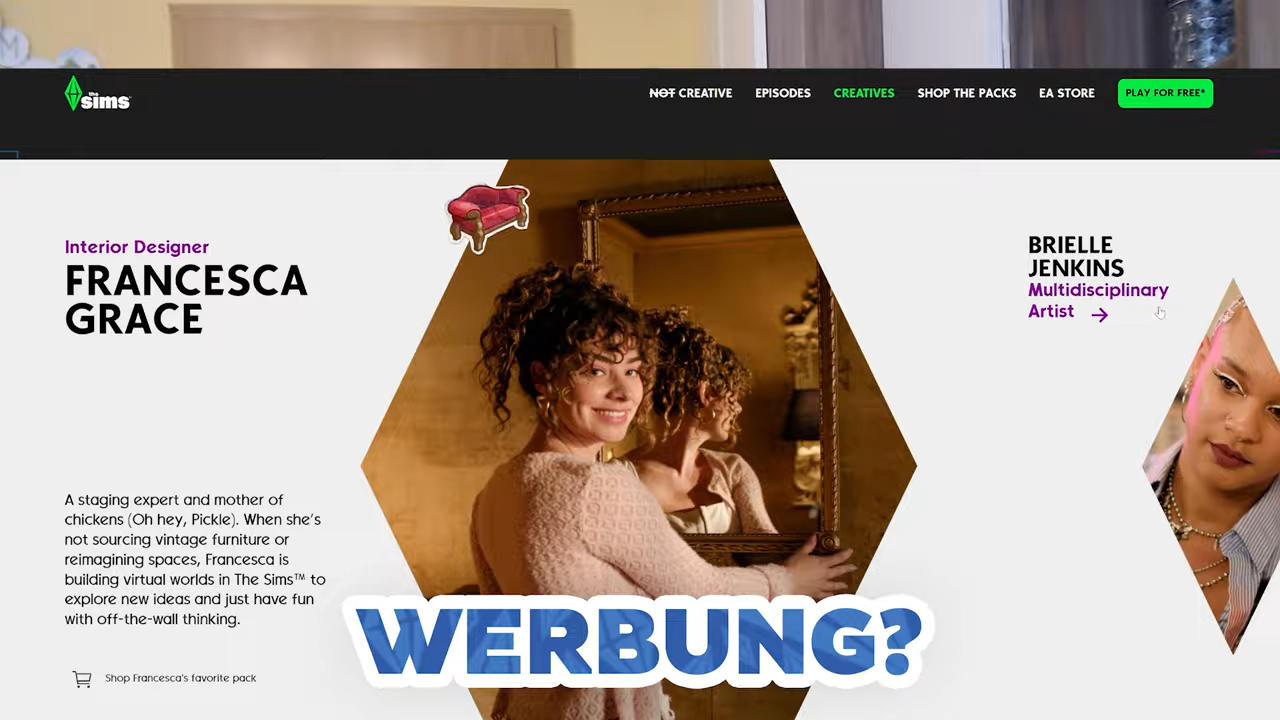 the sims
NOT CREATIVE EPISODES CREATIVES SHOP THE PACKS EA STORE PLAY FOR FREE*
Interior Designer
FRANCESCA
GRACE
BRIELLE
JENKINS
Multidisciplinary
Artist
A staging expert and mother of
chickens (Oh hey, Pickle). When she's
not sourcing vintage furniture or
reimagining spaces, Francesca is
building virtual worlds in The Sims™ to
explore new ideas and just have fun
with off-the-wall thinking.
Shop Francesca's favorite pack
WERBUNG?